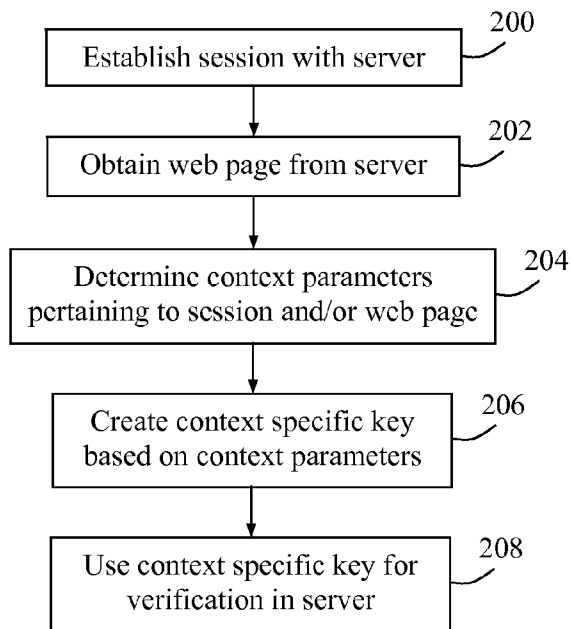 200
Establish session with server
202
Obtain web page from server
204
Determine context parameters
pertaining to session and/or web page
206
Create context specific key
based on context parameters
208
Use context specific key for
verification in server